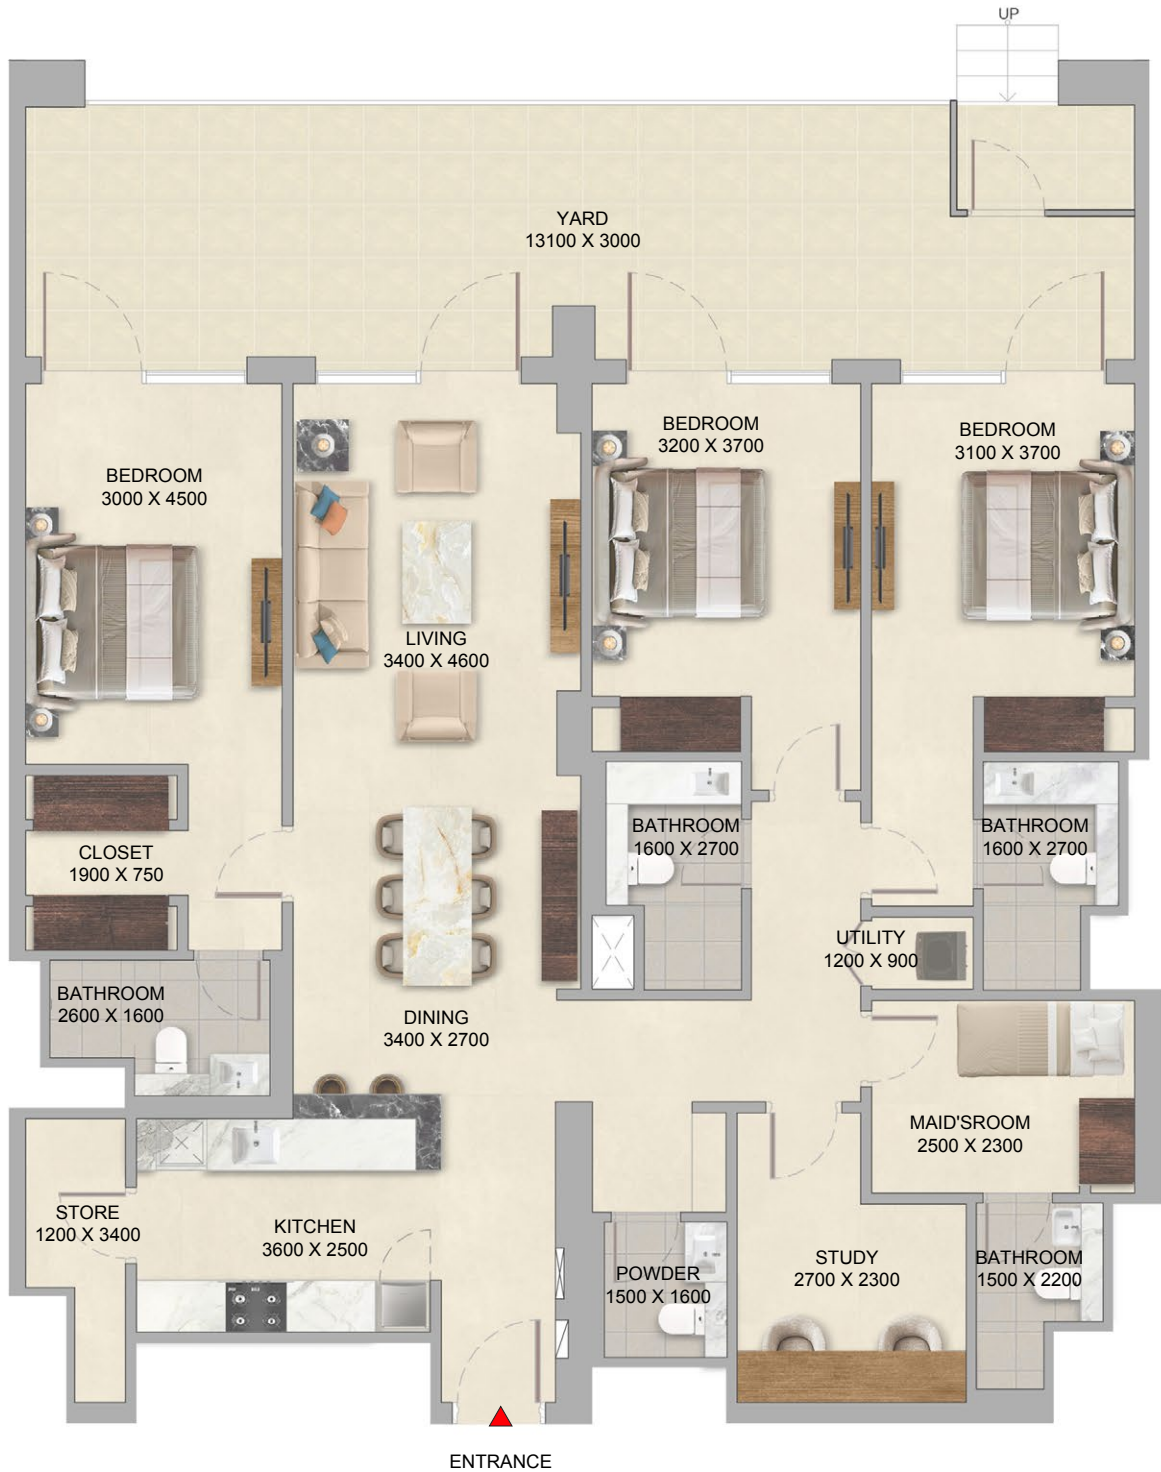 UP
YARD
13100 X 3000
BEDROOM
3000 X 4500
LIVING
3400 X 4600
BEDROOM
3200 X 3700
BEDROOM
3100 X 3700
CLOSET
1900 X 750
BATHROOM
1600 X 2700
BATHROOM
1600 X 2700
UTILITY
1200 X 900
BATHROOM
2600 X 1600
DINING
3400 X 2700
MAID'SROOM
2500 X 2300
STORE
1200 X 3400
KITCHEN
3600 X 2500
POWDER
1500 X 1600
STUDY
2700 X 2300
BATHROOM
1500 X 2200
ENTRANCE